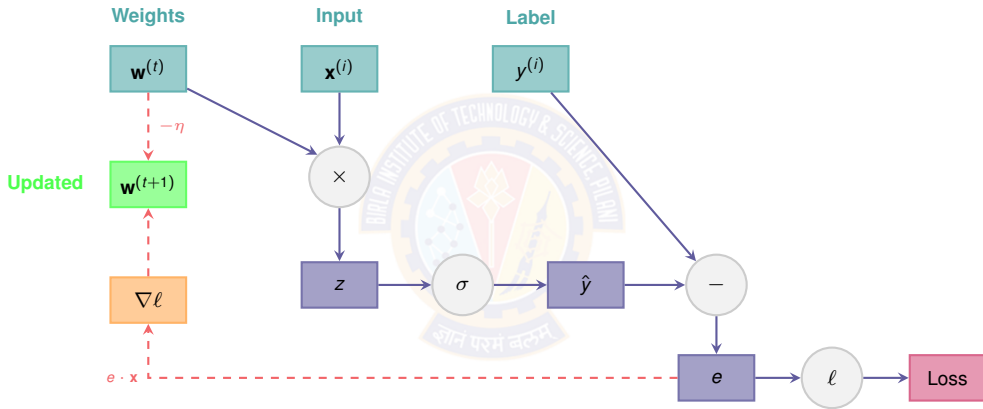 Weights
Input
Label
w^(t)
x^(i)
y^(i)
−η
×
Updated
w^(t+1)
BIRLA INSTITUTE OF TECHNOLOGY & SCIENCE, PILANI
z
σ
ŷ
−
∇ℓ
ज्ञानं परमं बलम्
e · x
e
ℓ
Loss